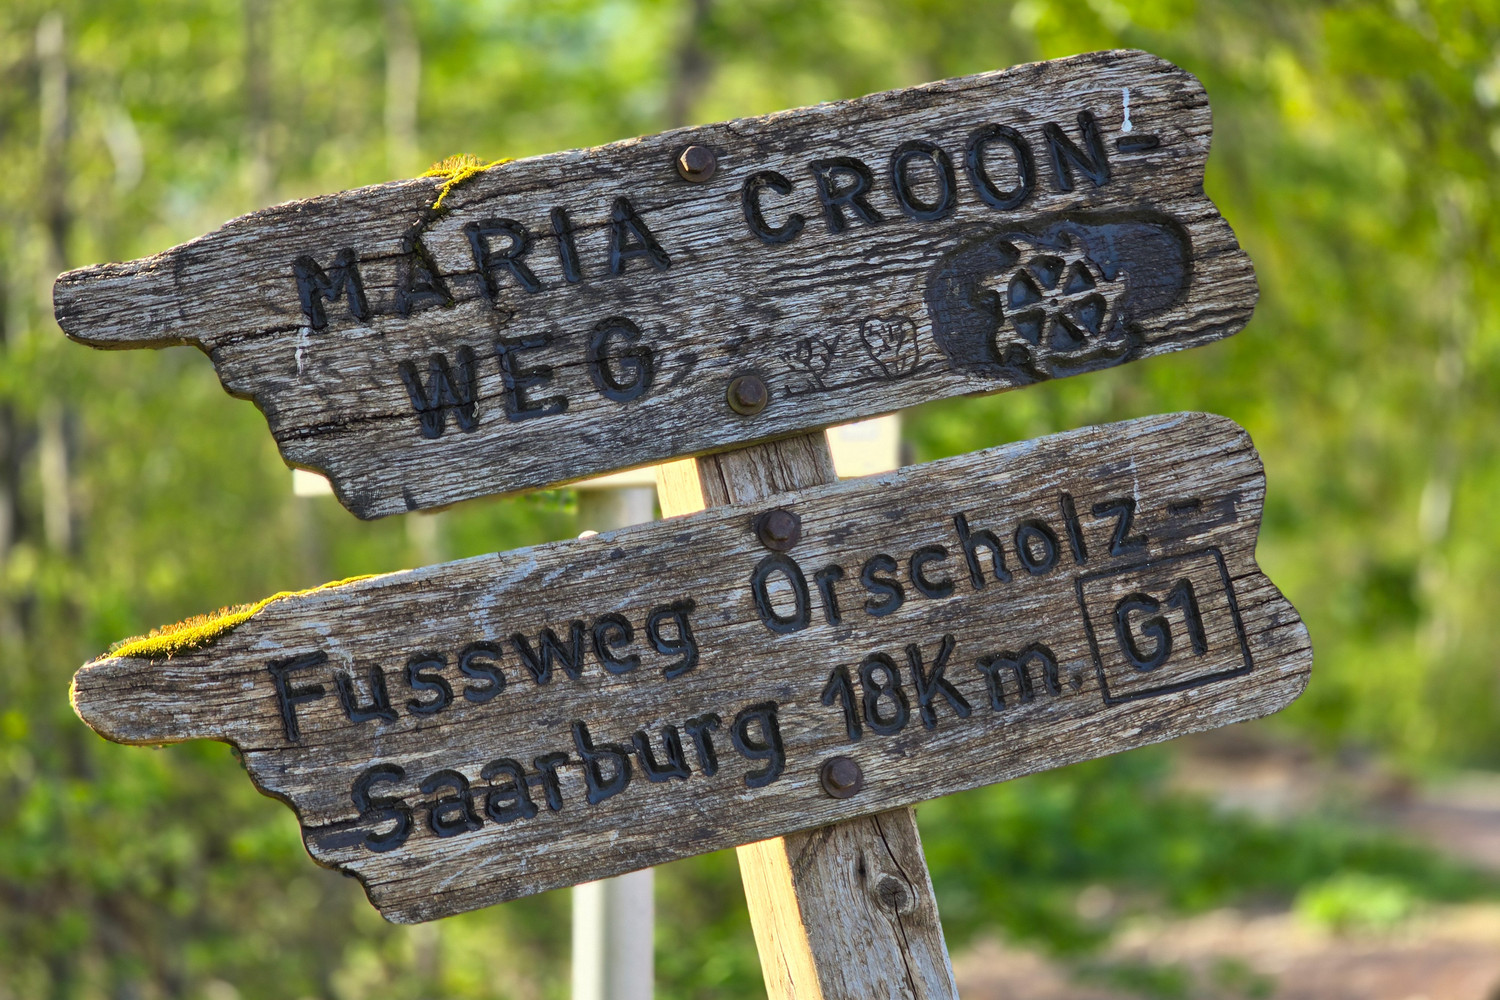 MARIA CROON-
WEG
Fussweg Orscholz-
Saarburg 18Km. G1